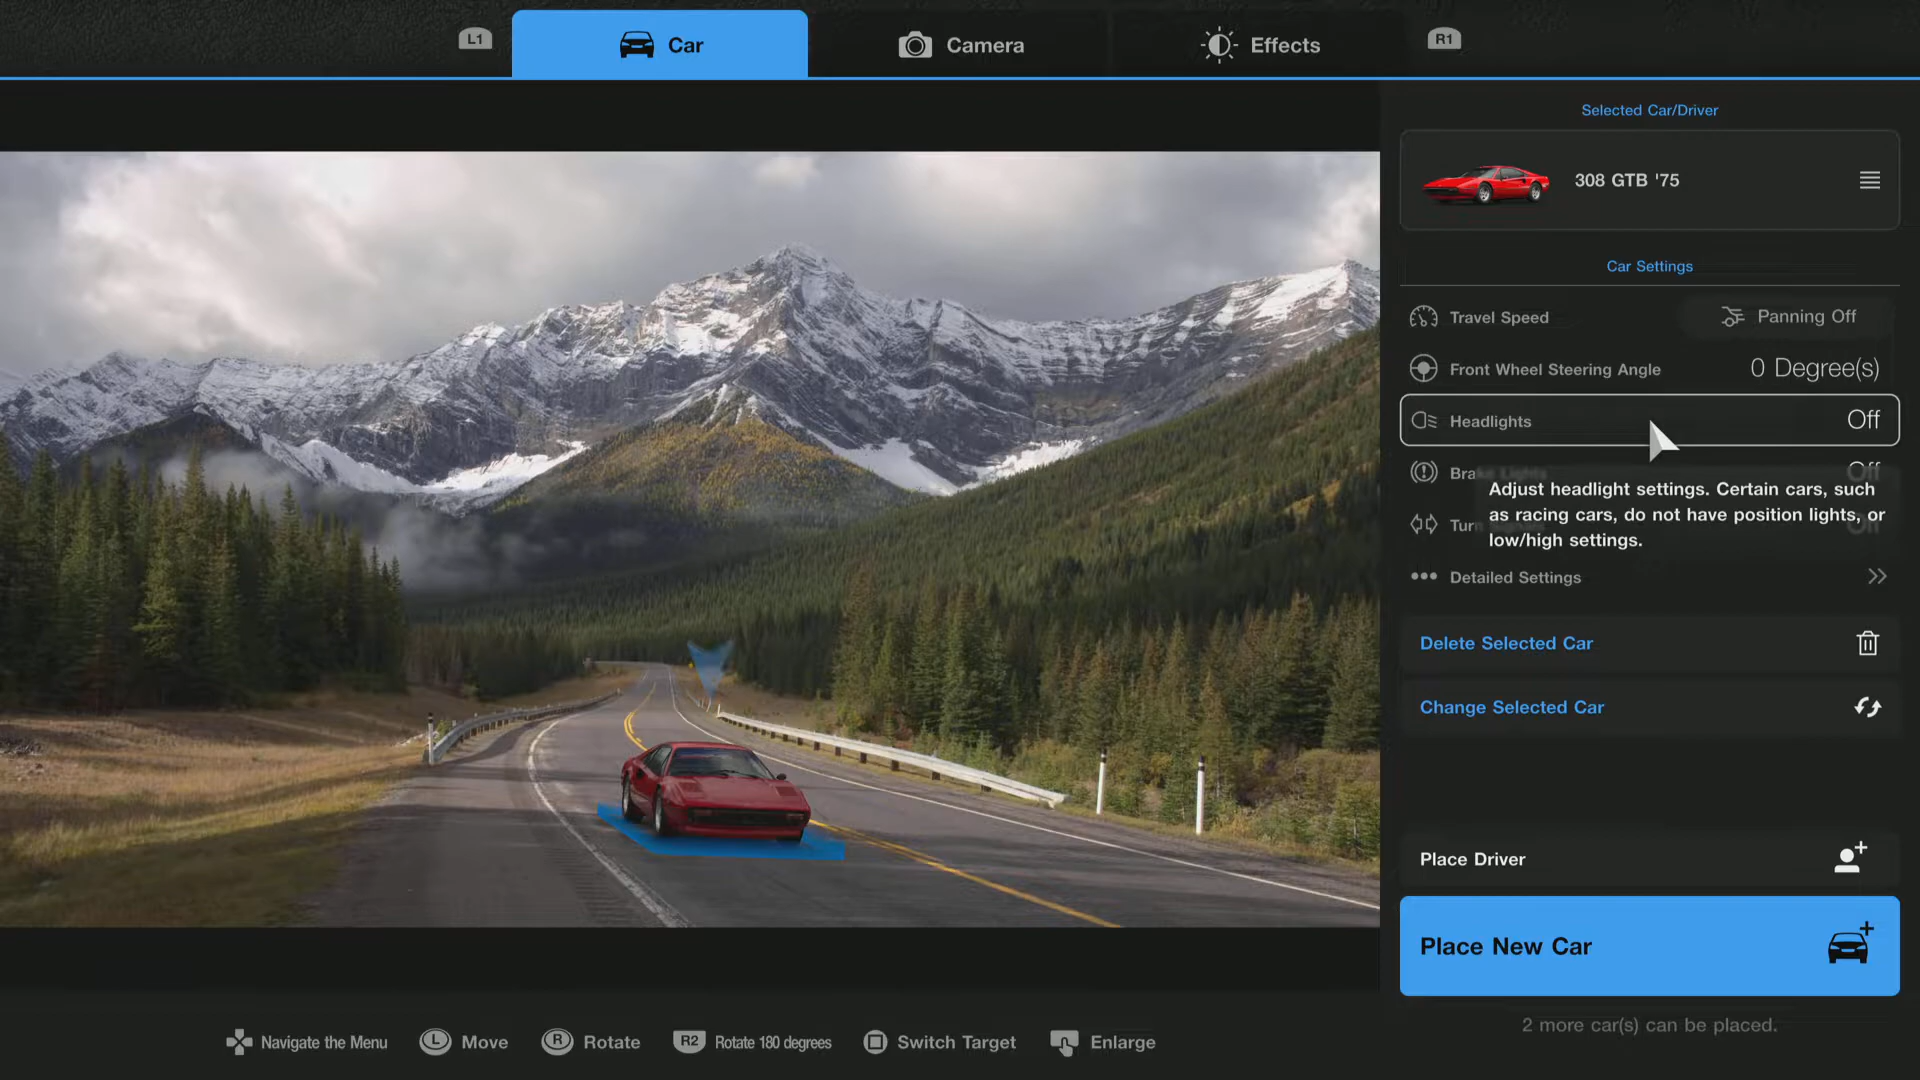 L1
Car
Camera
Effects
R1
Selected Car/Driver
308 GTB '75
Car Settings
Travel Speed
Panning Off
Front Wheel Steering Angle
0 Degree(s)
Headlights
Off
Off
Adjust headlight settings. Certain cars, such
as racing cars, do not have position lights, or
low/high settings.
Detailed Settings
Delete Selected Car
Change Selected Car
Place Driver
Place New Car
2 more car(s) can be placed.
Navigate the Menu
L
Move
R
Rotate
R2
Rotate 180 degrees
Switch Target
Enlarge